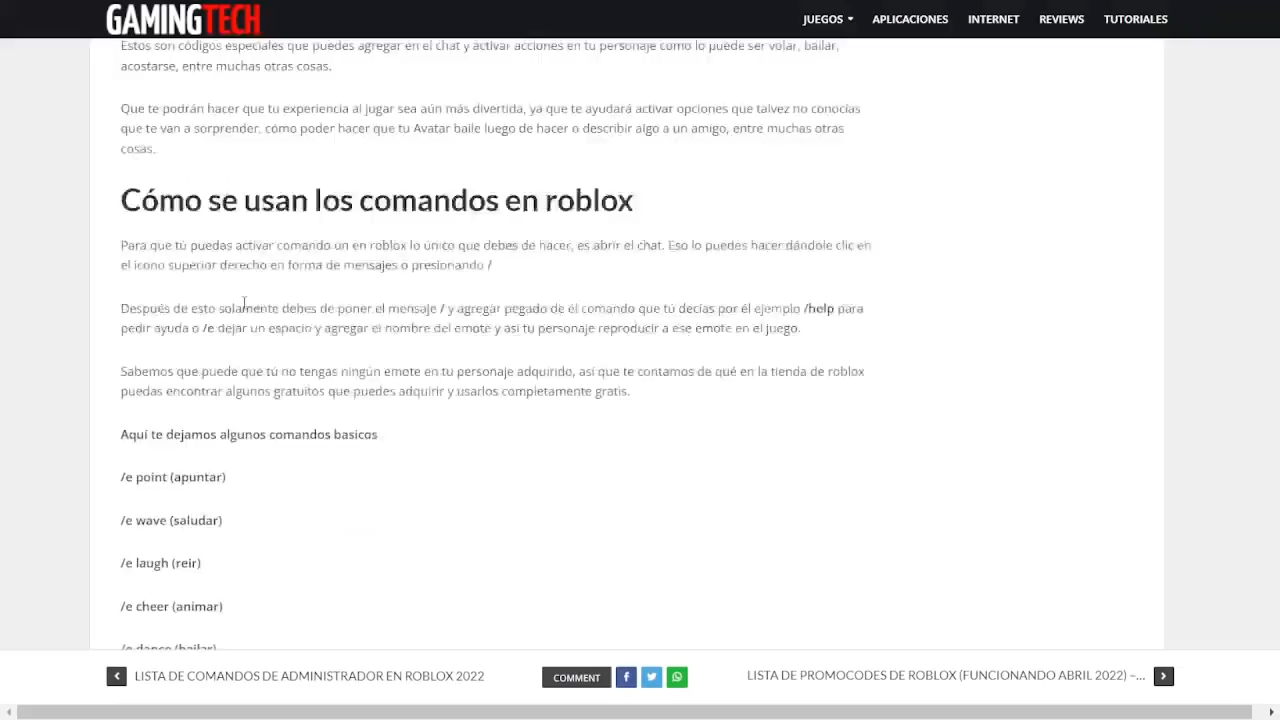 GAMINGTECH
JUEGOS APLICACIONES INTERNET REVIEWS TUTORIALES
Estos son códigos especiales que puedes agregar en el chat y activar acciones en tu personaje como lo puede ser volar, bailar,
acostarse, entre muchas otras cosas.
Que te podrán hacer que tu experiencia al jugar sea aún más divertida, ya que te ayudará activar opciones que talvez no conocías
que te van a sorprender, cómo poder hacer que tu Avatar baile luego de hacer o describir algo a un amigo, entre muchas otras
cosas.
Cómo se usan los comandos en roblox
Para que tú puedas activar comando un en roblox lo único que debes de hacer, es abrir el chat. Eso lo puedes hacer dándole clic en
el icono superior derecho en forma de mensajes o presionando /
Después de esto solamente debes de poner el mensaje / y agregar pegado de él comando que tú decías por él ejemplo /help para
pedir ayuda o /e dejar un espacio y agregar el nombre del emote y asi tu personaje reproducir a ese emote en el juego.
Sabemos que puede que tú no tengas ningún emote en tu personaje adquirido, así que te contamos de qué en la tienda de roblox
puedas encontrar algunos gratuitos que puedes adquirir y usarlos completamente gratis.
Aquí te dejamos algunos comandos basicos
/e point (apuntar)
/e wave (saludar)
/e laugh (reir)
/e cheer (animar)
/e dance (bailar)
LISTA DE COMANDOS DE ADMINISTRADOR EN ROBLOX 2022
COMMENT
LISTA DE PROMOCODES DE ROBLOX (FUNCIONANDO ABRIL 2022) –...